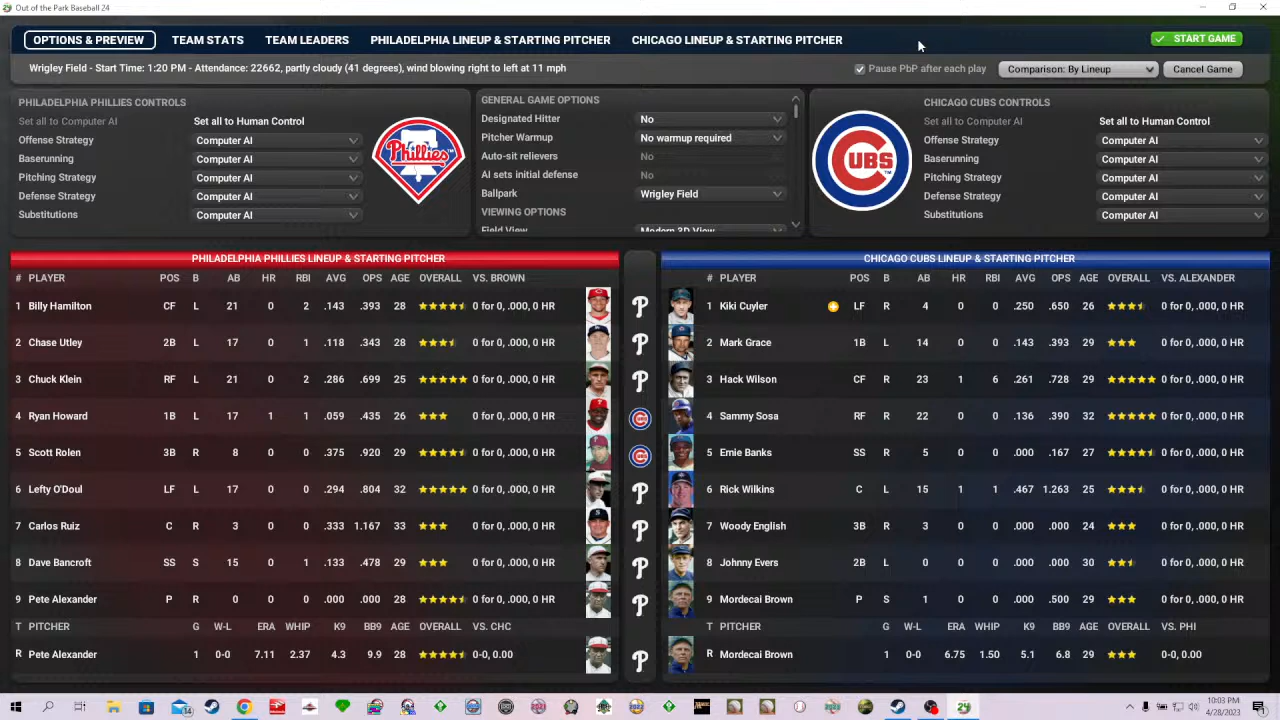 Out of the Park Baseball 24
OPTIONS & PREVIEW TEAM STATS TEAM LEADERS PHILADELPHIA LINEUP & STARTING PITCHER CHICAGO LINEUP & STARTING PITCHER START GAME
Wrigley Field - Start Time: 1:20 PM - Attendance: 22662, partly cloudy (41 degrees), wind blowing right to left at 11 mph Pause PbP after each play Comparison: By Lineup Cancel Game
PHILADELPHIA PHILLIES CONTROLS
Set all to Computer AI Set all to Human Control
Offense Strategy Computer AI
Baserunning Computer AI
Pitching Strategy Computer AI
Defense Strategy Computer AI
Substitutions Computer AI
Phillies
GENERAL GAME OPTIONS
Designated Hitter No
Pitcher Warmup No warmup required
Auto-sit relievers No
AI sets initial defense No
Ballpark Wrigley Field
VIEWING OPTIONS
Field View Modern 3D View
CUBS
CHICAGO CUBS CONTROLS
Set all to Computer AI Set all to Human Control
Offense Strategy Computer AI
Baserunning Computer AI
Pitching Strategy Computer AI
Defense Strategy Computer AI
Substitutions Computer AI
PHILADELPHIA PHILLIES LINEUP & STARTING PITCHER
# PLAYER POS B AB HR RBI AVG OPS AGE OVERALL VS. BROWN
1 Billy Hamilton CF L 21 0 2 .143 .393 28 0 for 0, .000, 0 HR
2 Chase Utley 2B L 17 0 1 .118 .343 28 0 for 0, .000, 0 HR
3 Chuck Klein RF L 21 0 2 .286 .699 25 0 for 0, .000, 0 HR
4 Ryan Howard 1B L 17 1 1 .059 .435 26 0 for 0, .000, 0 HR
5 Scott Rolen 3B R 8 0 0 .375 .920 29 0 for 0, .000, 0 HR
6 Lefty O'Doul LF L 17 0 0 .294 .804 32 0 for 0, .000, 0 HR
7 Carlos Ruiz C R 3 0 0 .333 1.167 33 0 for 0, .000, 0 HR
8 Dave Bancroft SS S 15 0 1 .133 .478 29 0 for 0, .000, 0 HR
9 Pete Alexander P R 0 0 0 .000 .000 28 0 for 0, .000, 0 HR
T PITCHER G W-L ERA WHIP K9 BB9 AGE OVERALL VS. CHC
R Pete Alexander 1 0-0 7.11 2.37 4.3 9.9 28 0-0, 0.00
P
P
P
CUBS
CUBS
P
P
P
P
P
CHICAGO CUBS LINEUP & STARTING PITCHER
# PLAYER POS B AB HR RBI AVG OPS AGE OVERALL VS. ALEXANDER
1 Kiki Cuyler LF R 4 0 0 .250 .650 26 0 for 0, .000, 0 HR
2 Mark Grace 1B L 14 0 0 .143 .393 29 0 for 0, .000, 0 HR
3 Hack Wilson CF R 23 1 6 .261 .728 29 0 for 0, .000, 0 HR
4 Sammy Sosa RF R 22 0 0 .136 .390 32 0 for 0, .000, 0 HR
5 Ernie Banks SS R 5 0 0 .000 .167 27 0 for 0, .000, 0 HR
6 Rick Wilkins C L 15 1 1 .467 1.263 25 0 for 0, .000, 0 HR
7 Woody English 3B R 3 0 0 .000 .000 24 0 for 0, .000, 0 HR
8 Johnny Evers 2B L 0 0 0 .000 .000 30 0 for 0, .000, 0 HR
9 Mordecai Brown P S 1 0 0 .000 .500 29 0 for 0, .000, 0 HR
T PITCHER G W-L ERA WHIP K9 BB9 AGE OVERALL VS. PHI
R Mordecai Brown 1 0-0 6.75 1.50 5.1 6.8 29 0-0, 0.00
10:03 PM
4/28/2023